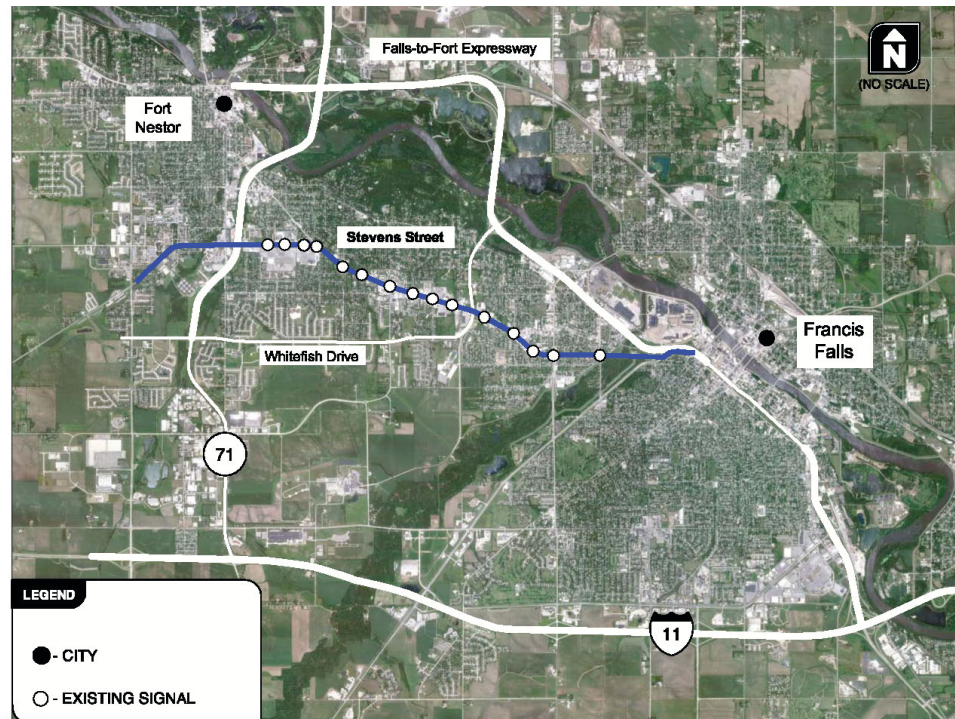 Falls-to-Fort Expressway
N
(NO SCALE)
Fort
Nestor
Stevens Street
Francis
Falls
Whitefish Drive
71
11
LEGEND
- CITY
- EXISTING SIGNAL